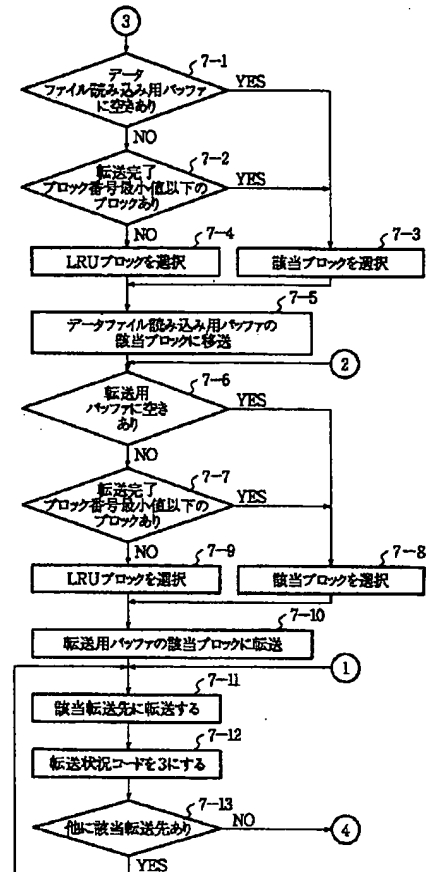 3
7-1
データ
ファイル読み込み用バッファ
に空きあり
YES
NO
7-2
転送完了
ブロック番号最小値以下の
ブロックあり
YES
NO
7-4
LRUブロックを選択
7-3
該当ブロックを選択
7-5
データファイル読み込み用バッファの
該当ブロックに移送
2
7-6
転送用
バッファに空き
あり
YES
NO
7-7
転送完了
ブロック番号最小値以下の
ブロックあり
YES
NO
7-9
LRUブロックを選択
7-8
該当ブロックを選択
7-10
転送用バッファの該当ブロックに転送
1
7-11
該当転送先に転送する
7-12
転送状況コードを3にする
7-13
他に該当転送先あり
NO
4
YES